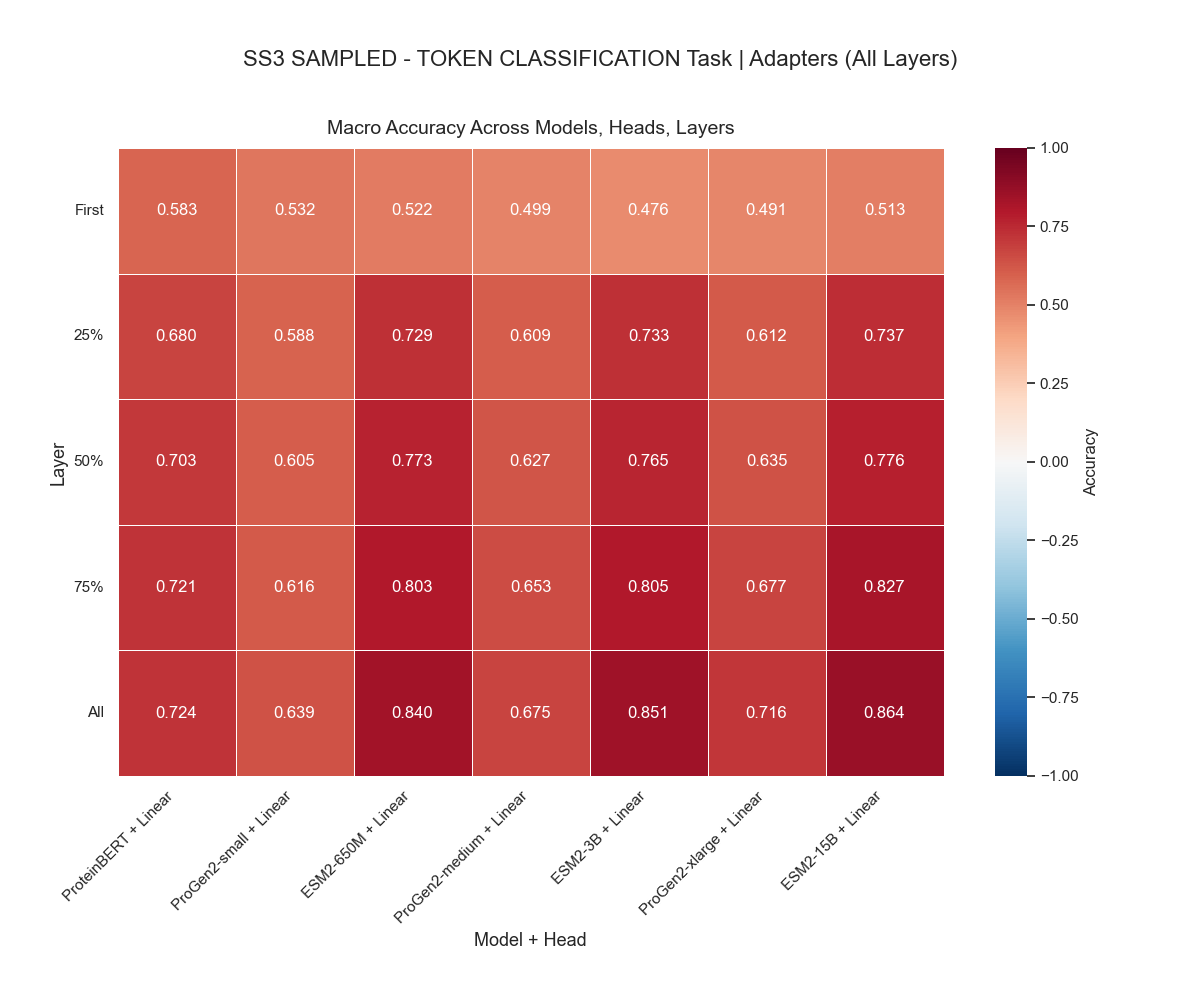 SS3 SAMPLED - TOKEN CLASSIFICATION Task | Adapters (All Layers)
Macro Accuracy Across Models, Heads, Layers
First 0.583 0.532 0.522 0.499 0.476 0.491 0.513
25% 0.680 0.588 0.729 0.609 0.733 0.612 0.737
50% 0.703 0.605 0.773 0.627 0.765 0.635 0.776
75% 0.721 0.616 0.803 0.653 0.805 0.677 0.827
All 0.724 0.639 0.840 0.675 0.851 0.716 0.864
Layer
ProteinBERT + Linear
ProGen2-small + Linear
ESM2-650M + Linear
ProGen2-medium + Linear
ESM2-3B + Linear
ProGen2-xlarge + Linear
ESM2-15B + Linear
Model + Head
1.00
0.75
0.50
0.25
0.00
−0.25
−0.50
−0.75
−1.00
Accuracy